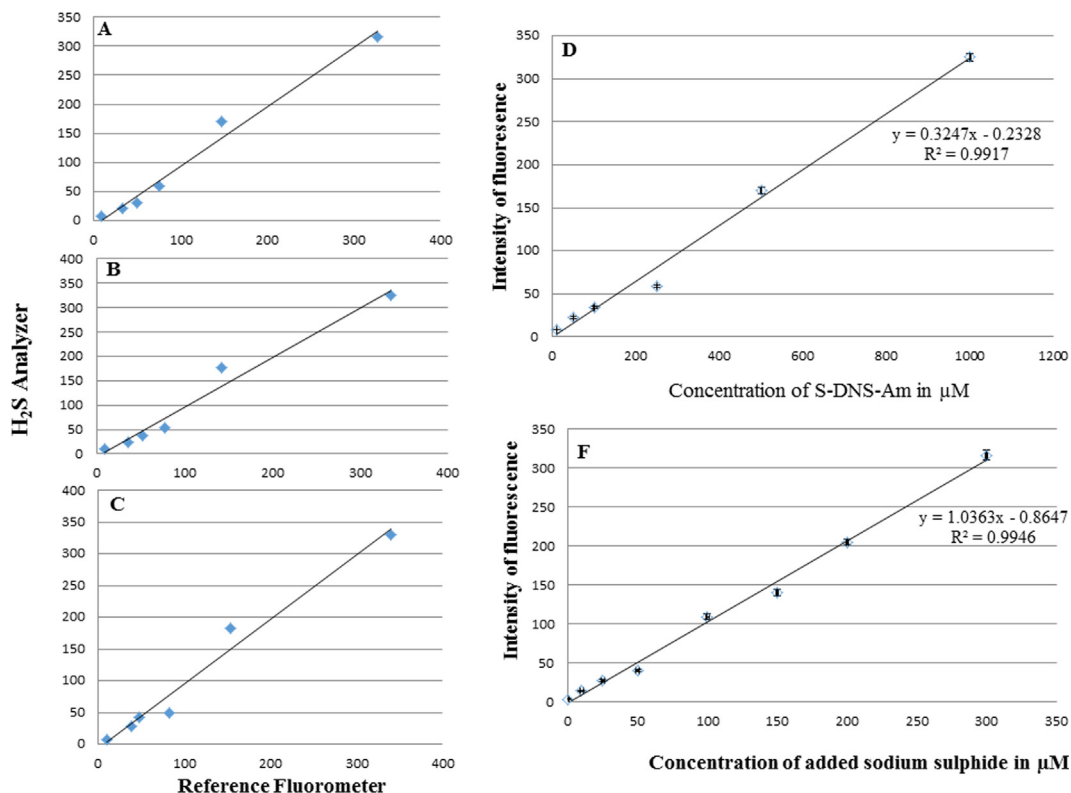 H₂S Analyzer
A
350
300
250
200
150
100
50
0
0 100 200 300 400
B
400
350
300
250
200
150
100
50
0
0 100 200 300 400
C
400
350
300
250
200
150
100
50
0
0 100 200 300 400
Reference Fluorometer
D
Intensity of fluoresence
350
300
250
200
150
100
50
0
y = 0.3247x - 0.2328
R² = 0.9917
0 200 400 600 800 1000 1200
Concentration of S-DNS-Am in µM
F
Intensity of fluorescence
350
300
250
200
150
100
50
0
y = 1.0363x - 0.8647
R² = 0.9946
0 50 100 150 200 250 300 350
Concentration of added sodium sulphide in µM